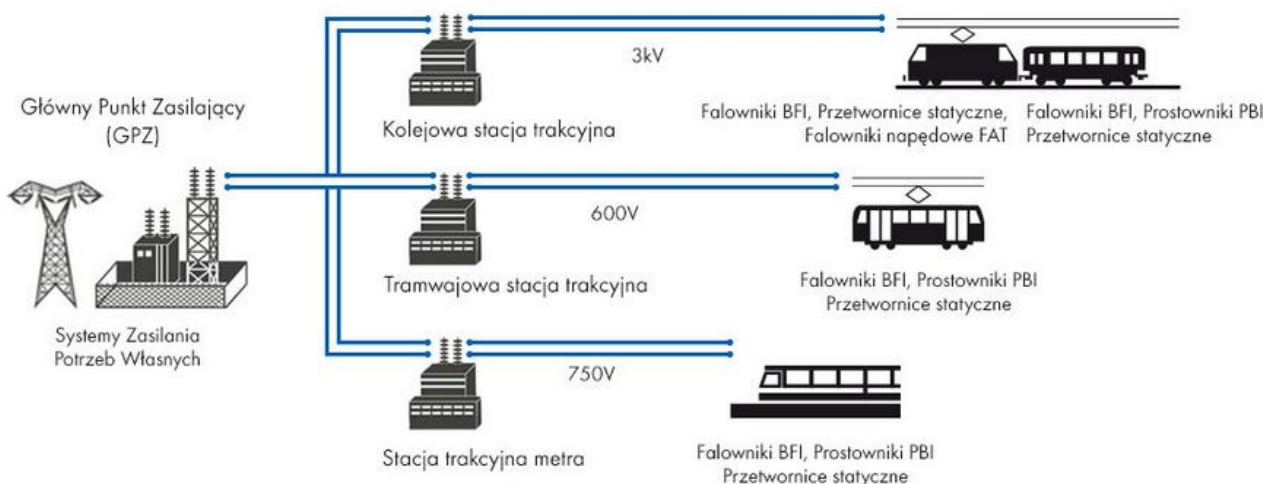 Główny Punkt Zasilający
(GPZ)
Systemy Zasilania
Potrzeb Własnych
3kV
Kolejowa stacja trakcyjna
Falowniki BFI, Przetwornice statyczne,
Falowniki napędowe FAT
Falowniki BFI, Prostowniki PBI
Przetwornice statyczne
600V
Tramwajowa stacja trakcyjna
Falowniki BFI, Prostowniki PBI
Przetwornice statyczne
750V
Stacja trakcyjna metra
Falowniki BFI, Prostowniki PBI
Przetwornice statyczne